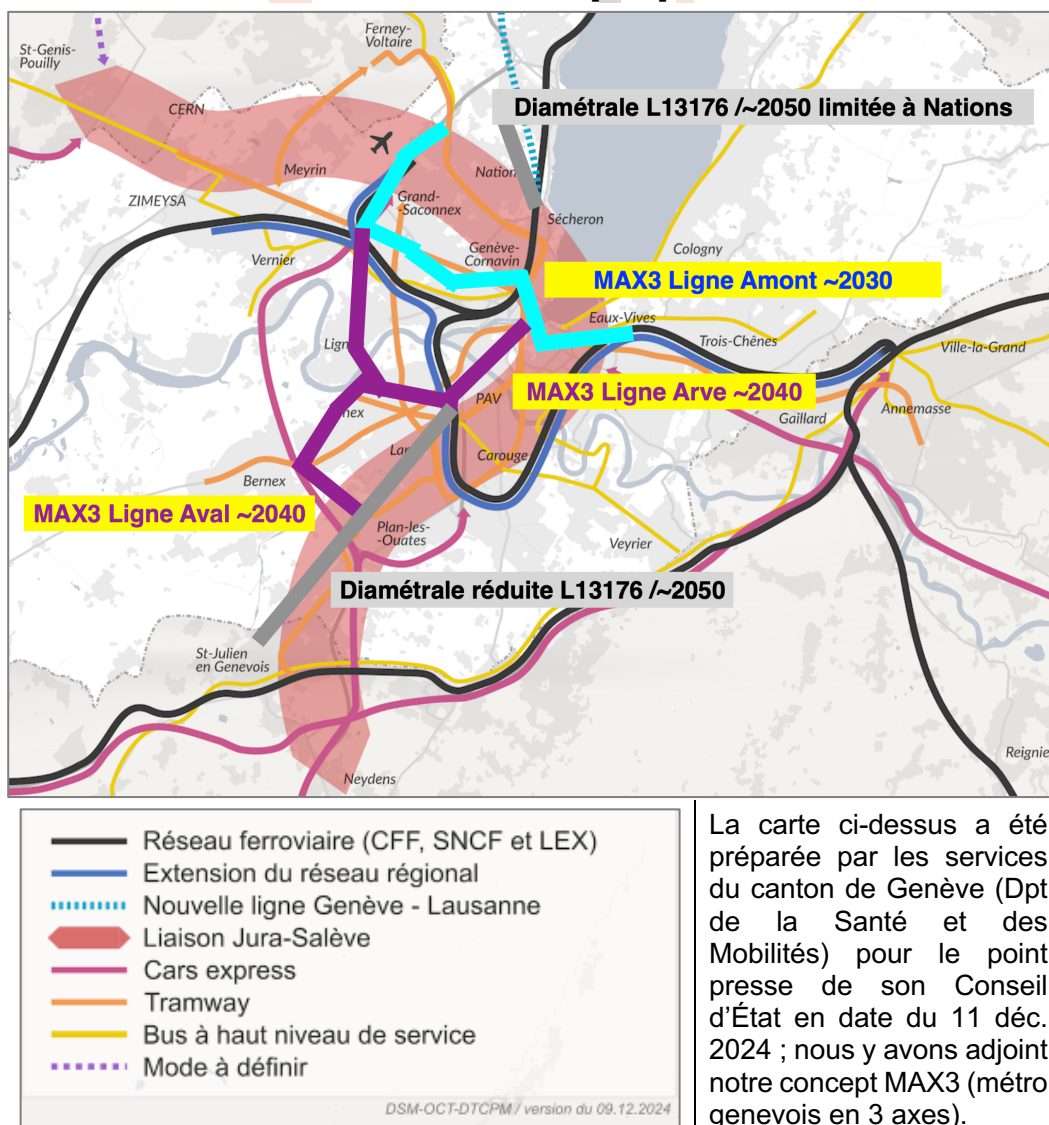 Ferney-
Voltaire
St-Genis-
Pouilly
CERN
Diamétrale L13176 /~2050 limitée à Nations
Meyrin
Nation
ZIMEYSA
Grand-
-Saconnex
Sécheron
Vernier
Genève-
Cornavin
Cologny
MAX3 Ligne Amont ~2030
Eaux-Vives
Trois-Chênes
Ville-la-Grand
Lign
MAX3 Ligne Arve ~2040
PAV
nex
Gaillard
Annemasse
Lan
Carouge
Bernex
MAX3 Ligne Aval ~2040
Plan-les-
-Ouates
Veyrier
Diamétrale réduite L13176 /~2050
St-Julien
en Genevois
Neydens
Reignie
Réseau ferroviaire (CFF, SNCF et LEX)
Extension du réseau régional
Nouvelle ligne Genève - Lausanne
Liaison Jura-Salève
Cars express
Tramway
Bus à haut niveau de service
Mode à définir
DSM-OCT-DTCPM / version du 09.12.2024
La carte ci-dessus a été
préparée par les services
du canton de Genève (Dpt
de la Santé et des
Mobilités) pour le point
presse de son Conseil
d'État en date du 11 déc.
2024 ; nous y avons adjoint
notre concept MAX3 (métro
genevois en 3 axes).